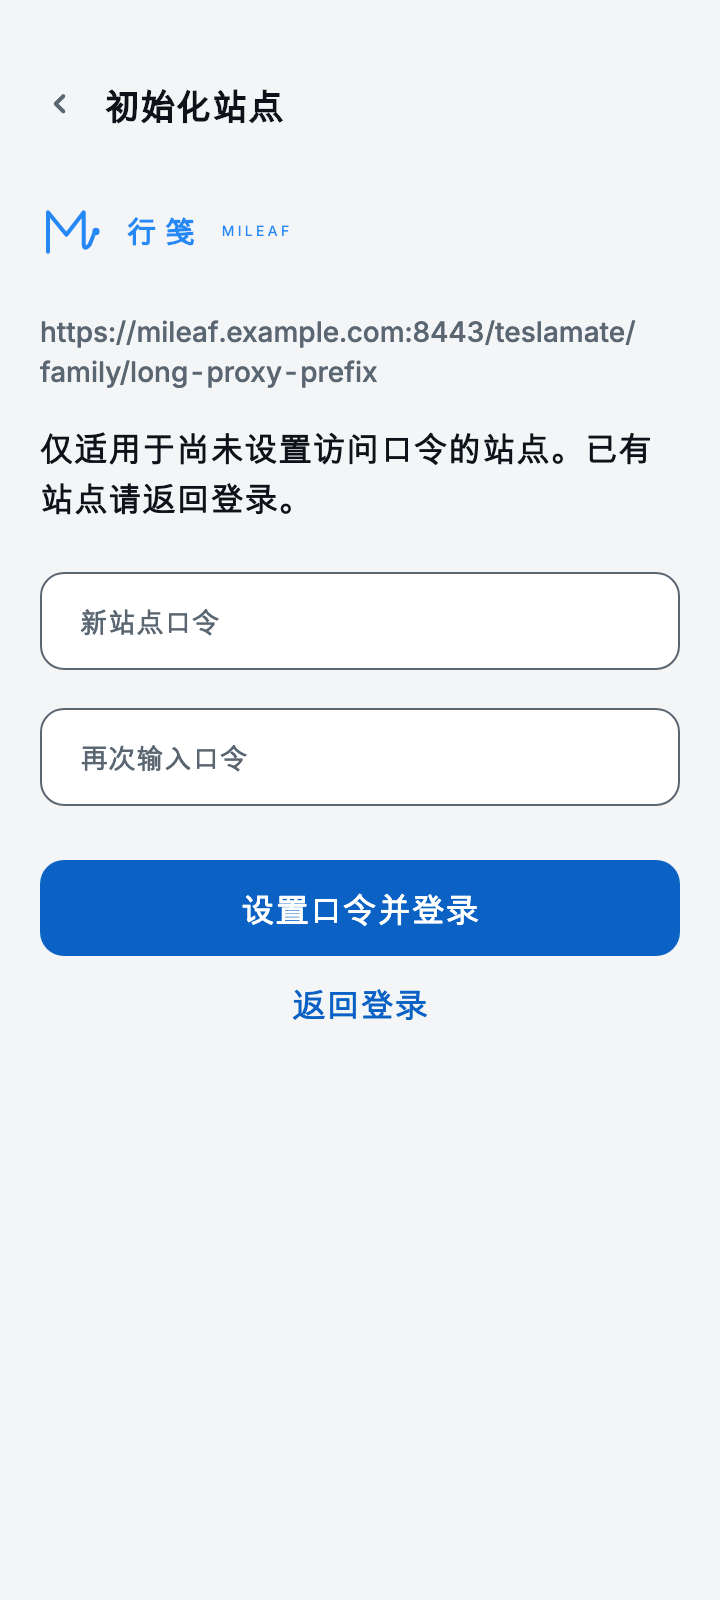 初始化站点
行笺 MILEAF
https://mileaf.example.com:8443/teslamate/
family/long-proxy-prefix
仅适用于尚未设置访问口令的站点。已有
站点请返回登录。
新站点口令
再次输入口令
设置口令并登录
返回登录